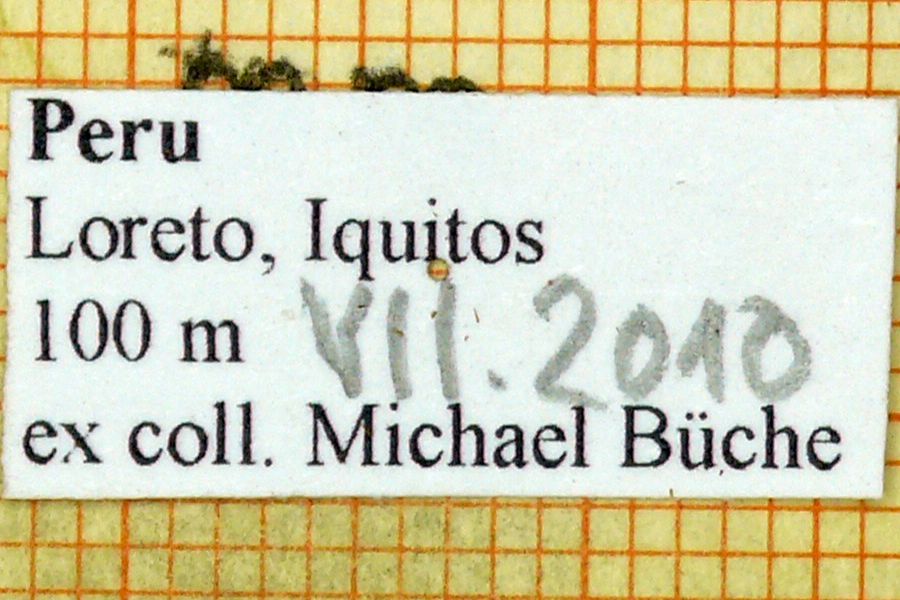 Peru
Loreto, Iquitos
100 m VII. 2010
ex coll. Michael Büche